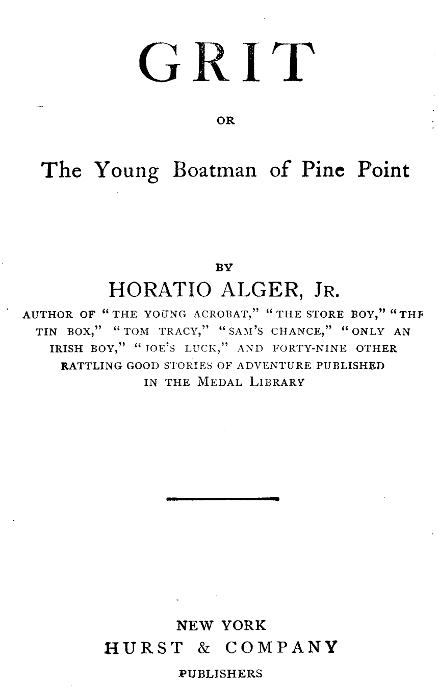 GRIT
OR
The Young Boatman of Pine Point
BY
HORATIO ALGER, JR.
AUTHOR OF "THE YOUNG ACROBAT," "THE STORE BOY," "THE
TIN BOX," "TOM TRACY," "SAM'S CHANCE," "ONLY AN
IRISH BOY," "JOE'S LUCK," AND FORTY-NINE OTHER
RATTLING GOOD STORIES OF ADVENTURE PUBLISHED
IN THE MEDAL LIBRARY
NEW YORK
HURST & COMPANY
PUBLISHERS